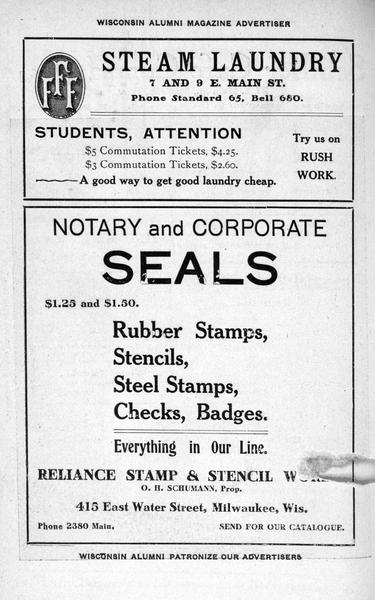 WISCONSIN ALUMNI MAGAZINE ADVERTISER
FFF
STEAM LAUNDRY
7 AND 9 E. MAIN ST.
Phone Standard 65, Bell 680.
STUDENTS, ATTENTION
$5 Commutation Tickets, $4.25.
$3 Commutation Tickets, $2.60.
A good way to get good laundry cheap.
Try us on
RUSH
WORK.
NOTARY and CORPORATE
SEALS
$1.25 and $1.50.
Rubber Stamps,
Stencils,
Steel Stamps,
Checks, Badges.
Everything in Our Line.
RELIANCE STAMP & STENCIL
O. H. SCHUMANN, Prop.
415 East Water Street, Milwaukee, Wis.
Phone 2380 Main. SEND FOR OUR CATALOGUE.
WISCONSIN ALUMNI PATRONIZE OUR ADVERTISERS